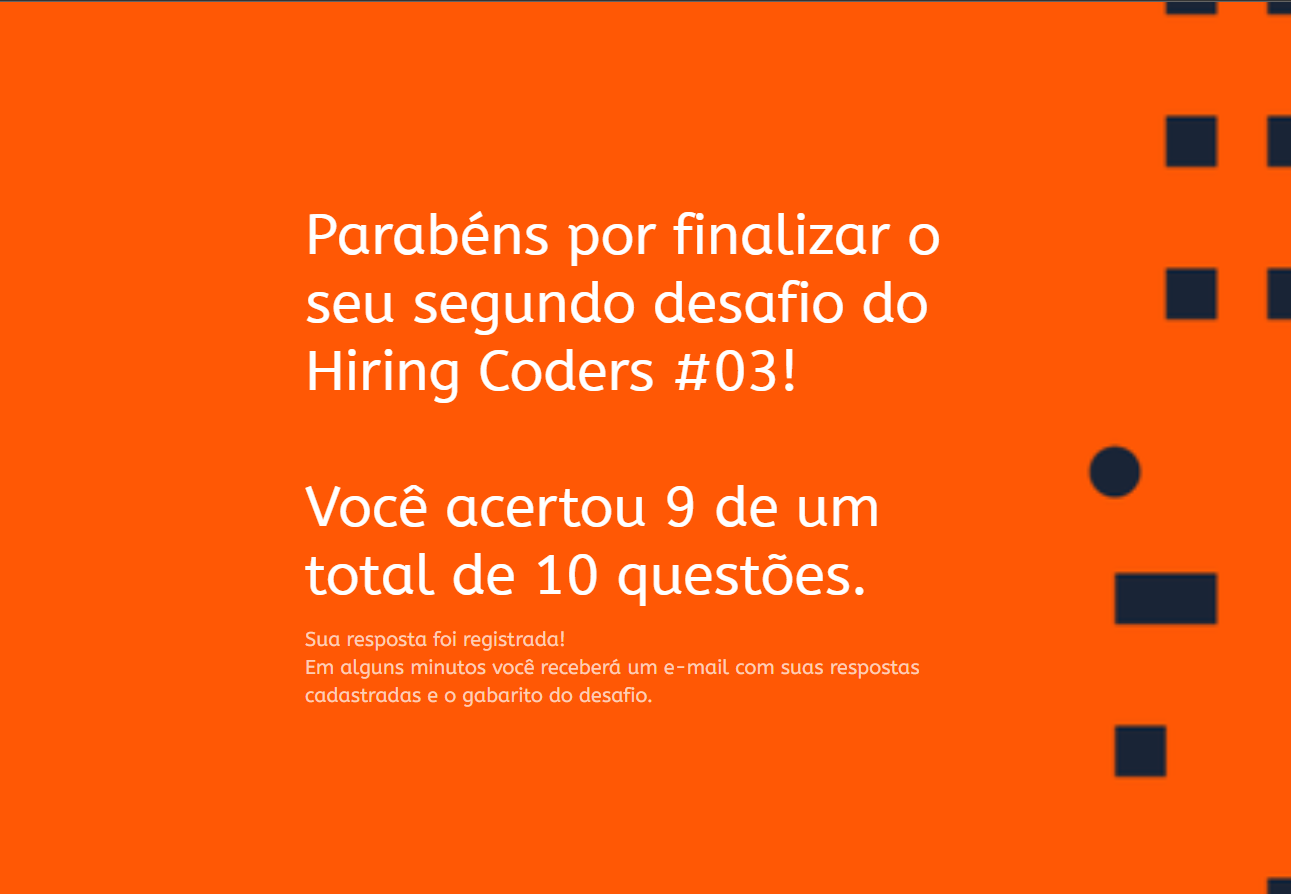 Parabéns por finalizar o
seu segundo desafio do
Hiring Coders #03!
Você acertou 9 de um
total de 10 questões.
Sua resposta foi registrada!
Em alguns minutos você receberá um e-mail com suas respostas
cadastradas e o gabarito do desafio.